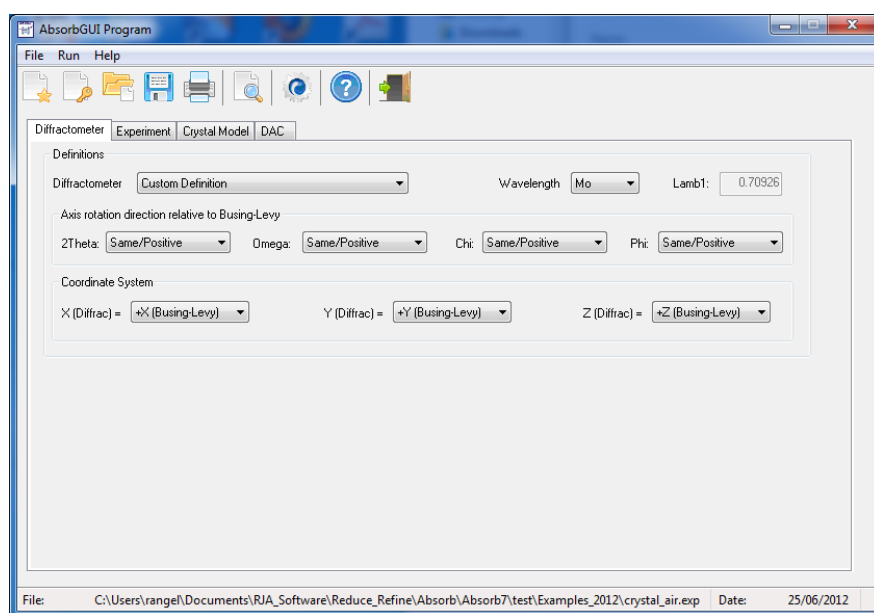 AbsorbGUI Program
File Run Help
Diffractometer Experiment Crystal Model DAC
Definitions
Diffractometer Custom Definition Wavelength Mo Lamb1: 0.70926
Axis rotation direction relative to Busing-Levy
2Theta: Same/Positive Omega: Same/Positive Chi: Same/Positive Phi: Same/Positive
Coordinate System
X (Diffrac) = +X (Busing-Levy) Y (Diffrac) = +Y (Busing-Levy) Z (Diffrac) = +Z (Busing-Levy)
File: C:\Users\rangel\Documents\RJA_Software\Reduce_Refine\Absorb\Absorb7\test\Examples_2012\crystal_air.exp Date: 25/06/2012